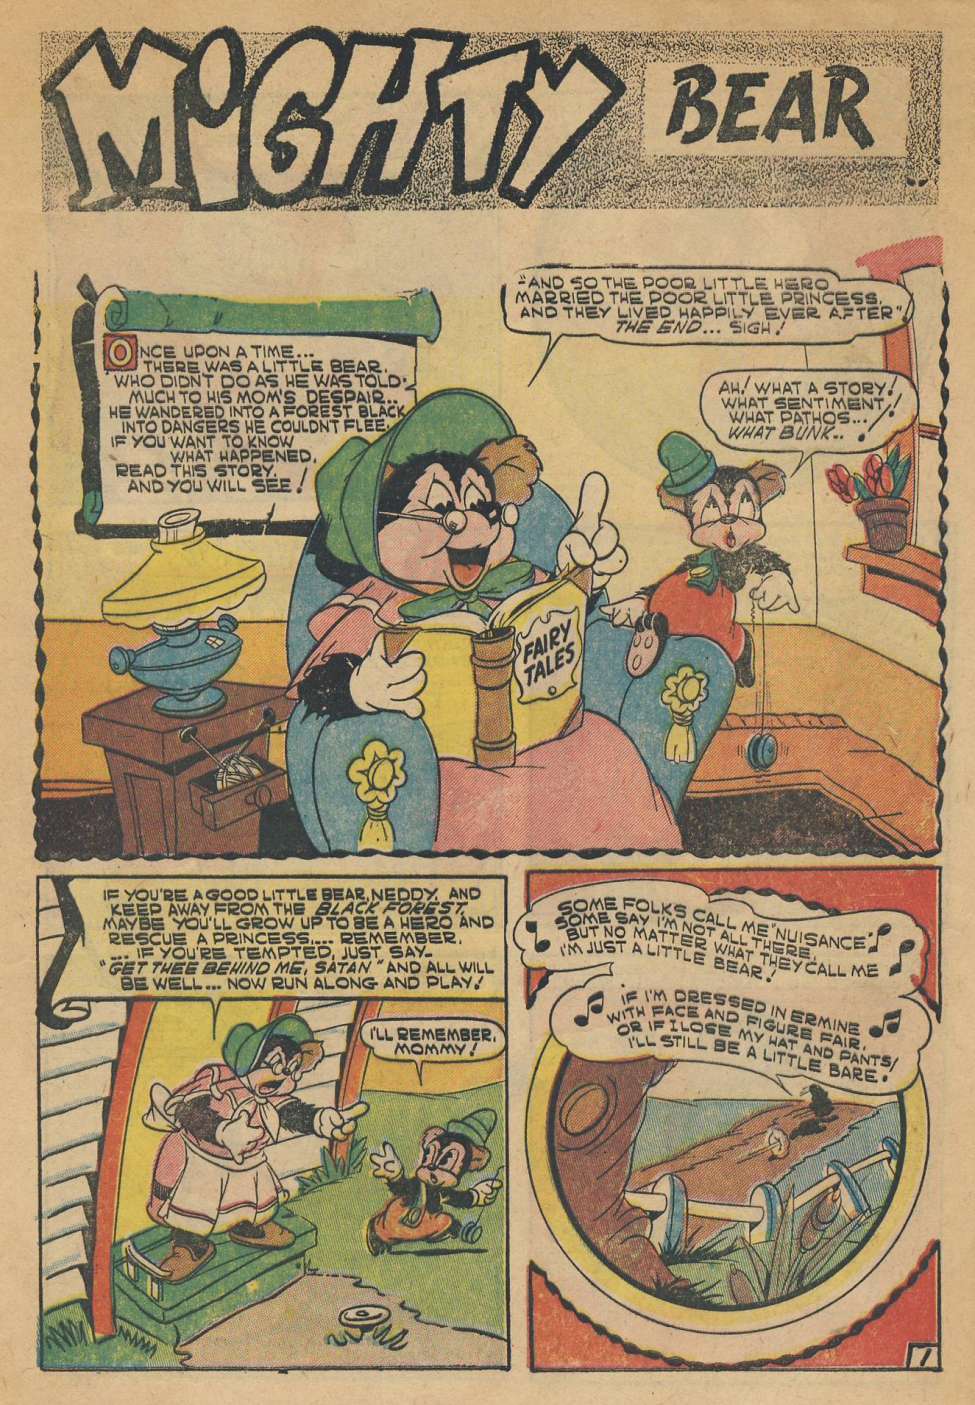 MIGHTY
BEAR
ONCE UPON A TIME...
THERE WAS A LITTLE BEAR,
WHO DIDN'T DO AS HE WAS TOLD-
MUCH TO HIS MOM'S DESPAIR..
HE WANDERED INTO A FOREST BLACK
INTO DANGERS HE COULDN'T FLEE.
IF YOU WANT TO KNOW
WHAT HAPPENED,
READ THIS STORY,
AND YOU WILL SEE!
"AND SO THE POOR LITTLE HERO
MARRIED THE POOR LITTLE PRINCESS,
AND THEY LIVED HAPPILY EVER AFTER",
THE END... SIGH!
AH! WHAT A STORY!
WHAT SENTIMENT!
WHAT PATHOS...!
WHAT BUNK..!
FAIRY
TALES
IF YOU'RE A GOOD LITTLE BEAR, NEDDY, AND
KEEP AWAY FROM THE BLACK FOREST,
MAYBE YOU'LL GROW UP TO BE A HERO AND
RESCUE A PRINCESS,... REMEMBER,
... IF YOU'RE TEMPTED, JUST SAY-
"GET THEE BEHIND ME, SATAN" AND ALL WILL
BE WELL... NOW RUN ALONG AND PLAY!
I'LL REMEMBER,
MOMMY!
SOME FOLKS CALL ME "NUISANCE",
SOME SAY I'M NOT ALL THERE,
BUT NO MATTER WHAT THEY CALL ME
I'M JUST A LITTLE BEAR!
IF I'M DRESSED IN ERMINE
WITH FACE AND FIGURE FAIR,
OR IF I LOSE MY HAT AND PANTS/
I'LL STILL BE A LITTLE BARE!
1